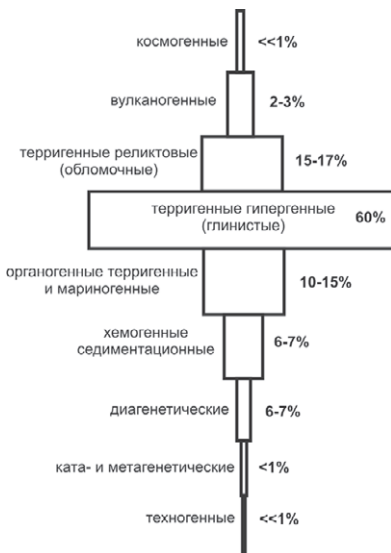 космогенные <<1%
вулканогенные 2-3%
терригенные реликтовые
(обломочные) 15-17%
терригенные гипергенные
(глинистые) 60%
органогенные терригенные
и мариногенные 10-15%
хемогенные
седиментационные 6-7%
диагенетические 6-7%
ката- и метагенетические <1%
техногенные <<1%